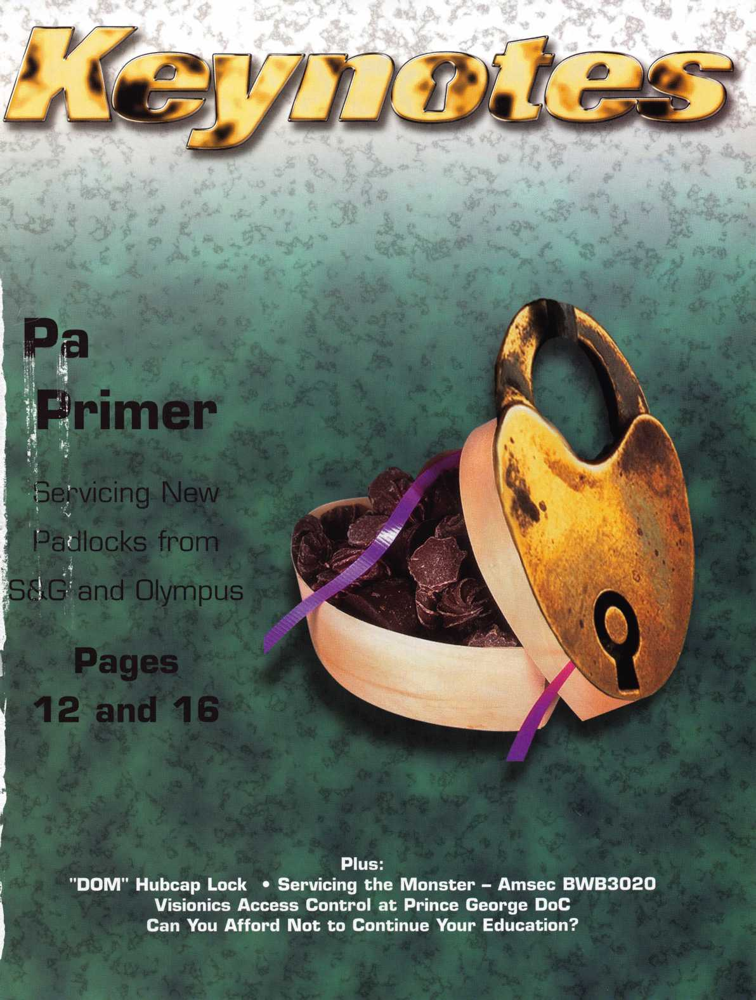 Keynotes
Pa
Primer
Servicing New
Padlocks from
S&G and Olympus
Pages
12 and 16
Plus:
"DOM" Hubcap Lock • Servicing the Monster – Amsec BWB3020
Visionics Access Control at Prince George DoC
Can You Afford Not to Continue Your Education?